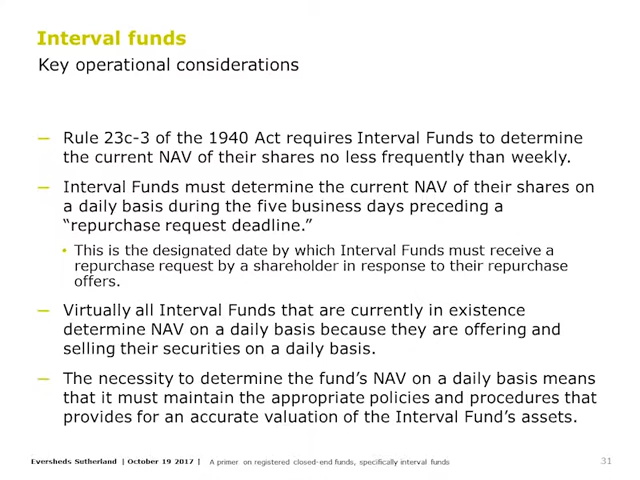 Interval funds
Key operational considerations
— Rule 23c-3 of the 1940 Act requires Interval Funds to determine
the current NAV of their shares no less frequently than weekly.
— Interval Funds must determine the current NAV of their shares on
a daily basis during the five business days preceding a
“repurchase request deadline.”
• This is the designated date by which Interval Funds must receive a
repurchase request by a shareholder in response to their repurchase
offers.
— Virtually all Interval Funds that are currently in existence
determine NAV on a daily basis because they are offering and
selling their securities on a daily basis.
— The necessity to determine the fund’s NAV on a daily basis means
that it must maintain the appropriate policies and procedures that
provides for an accurate valuation of the Interval Fund’s assets.
Eversheds Sutherland | October 19 2017 | A primer on registered closed-end funds, specifically interval funds 31